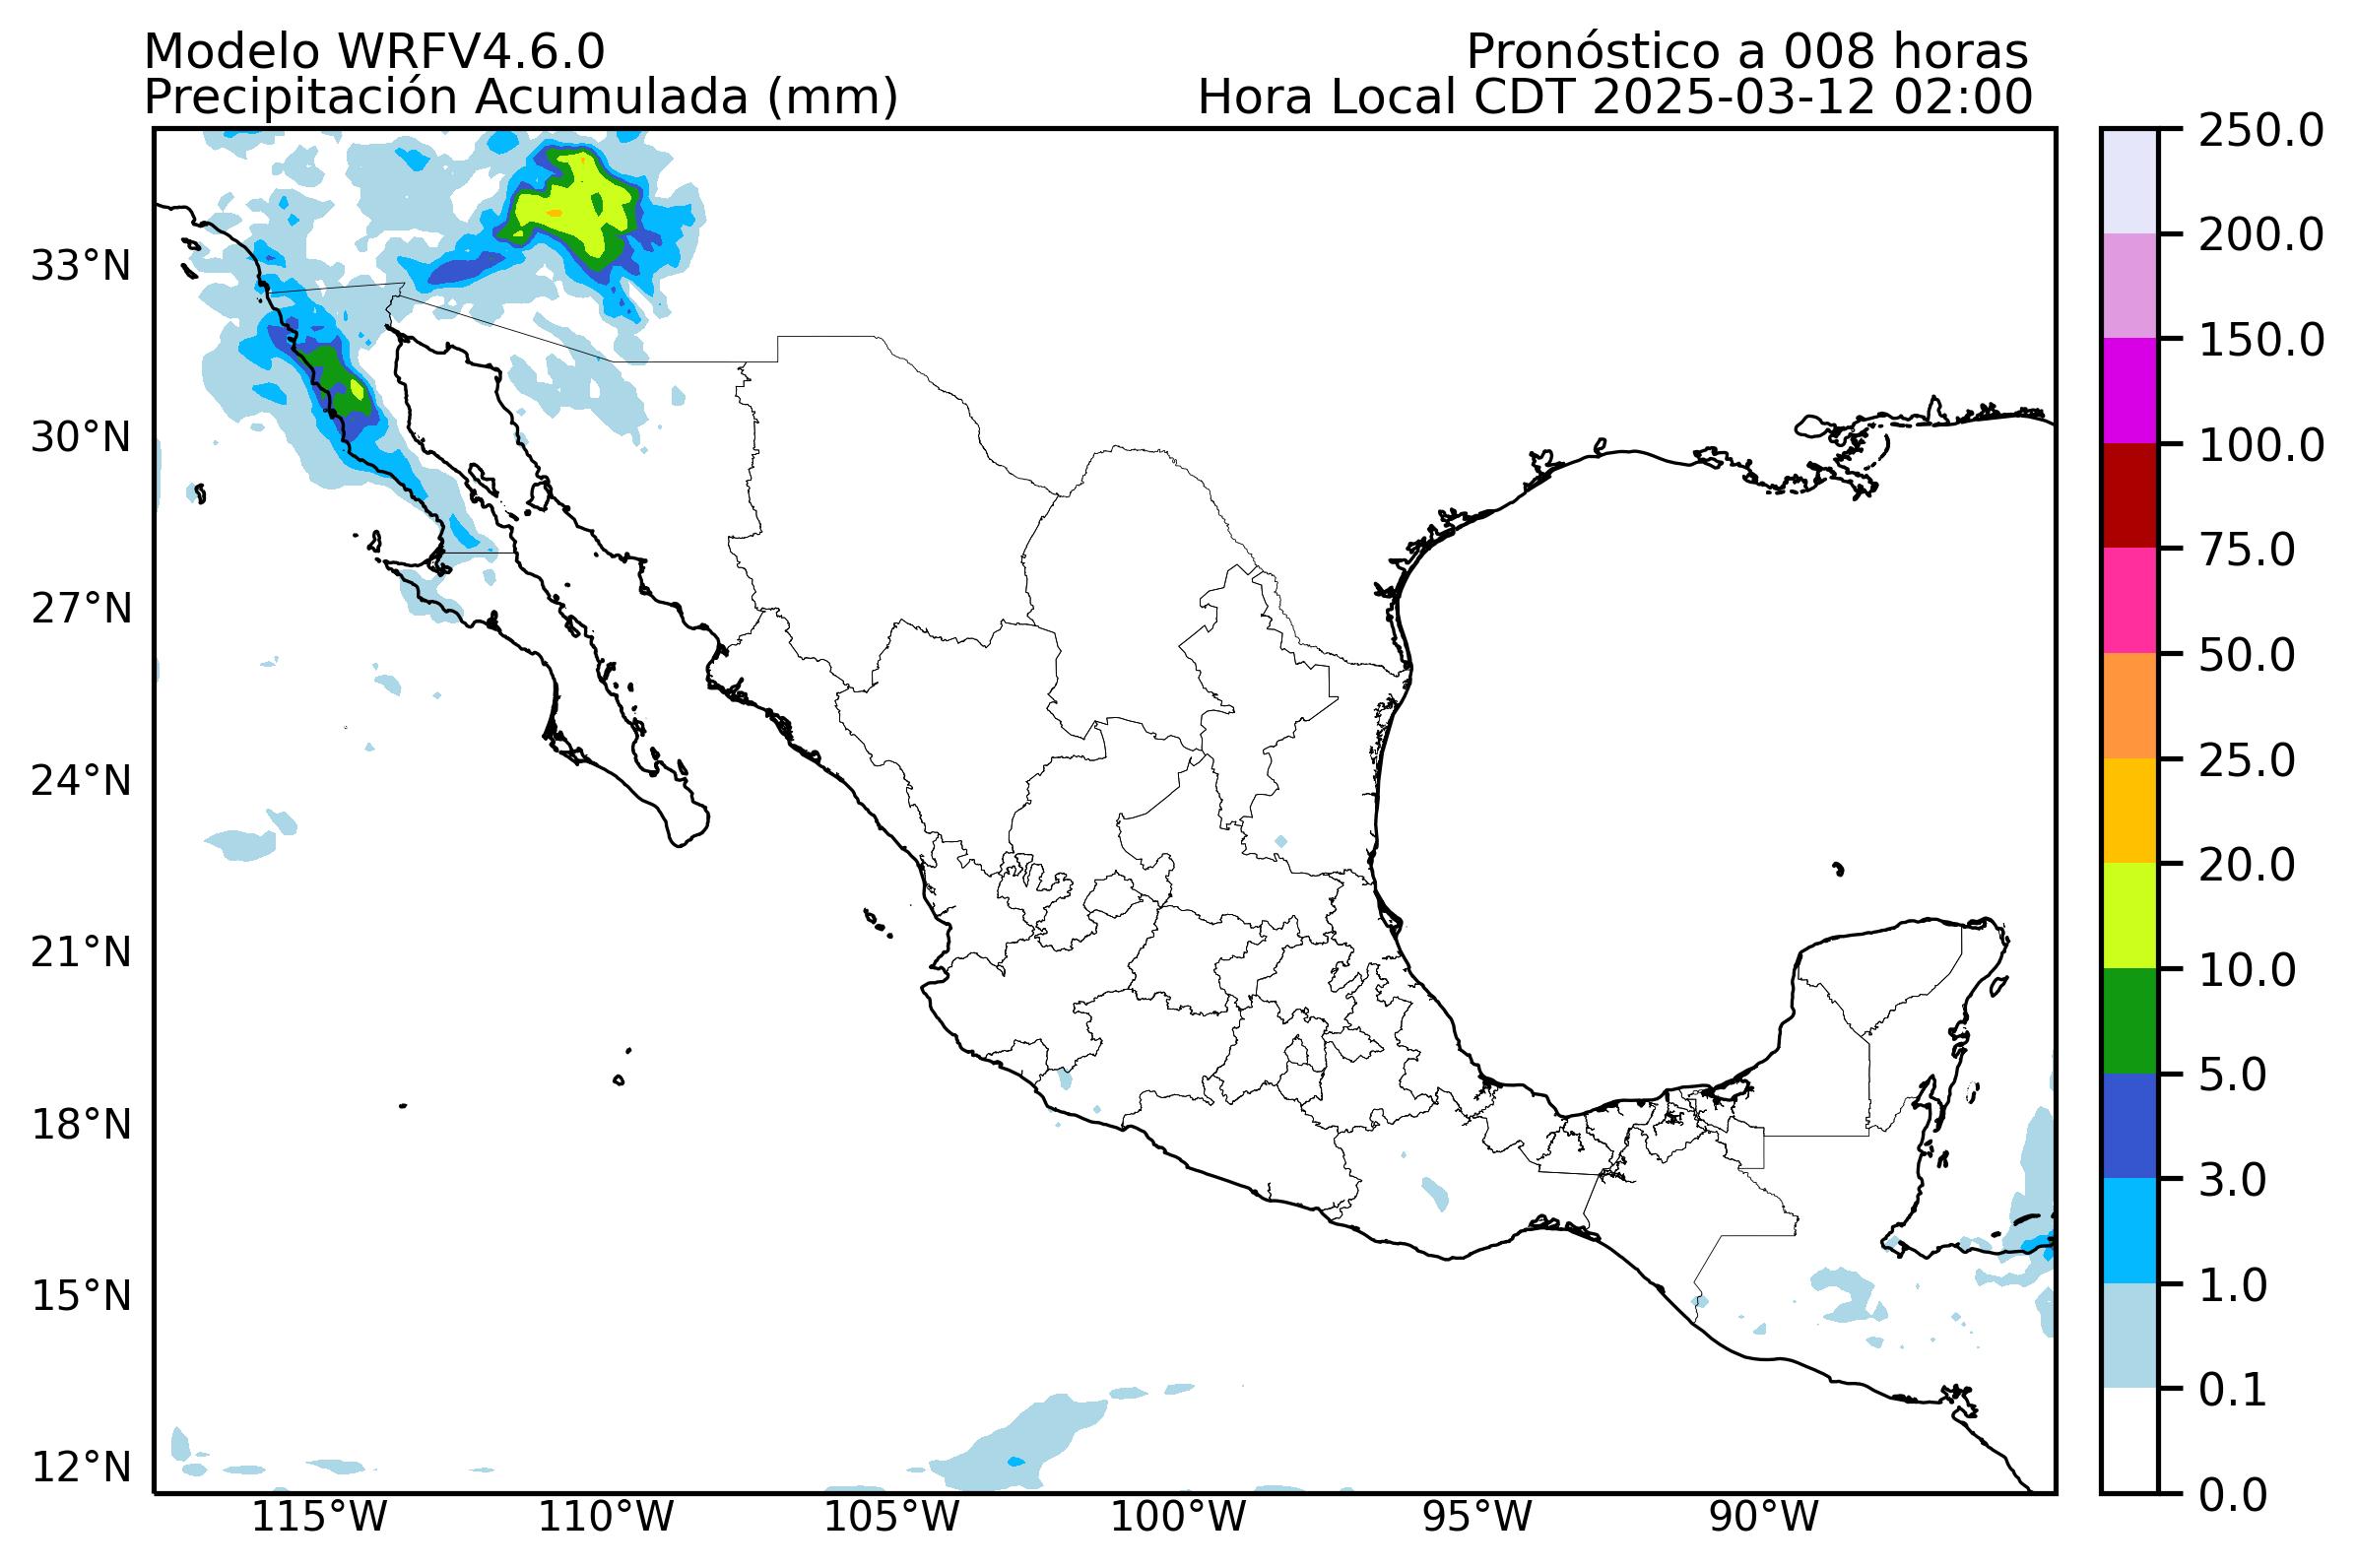 Modelo WRFV4.6.0
Pronóstico a 008 horas
Precipitación Acumulada (mm)
Hora Local CDT 2025-03-12 02:00
33°N
30°N
27°N
24°N
21°N
18°N
15°N
12°N
115°W
110°W
105°W
100°W
95°W
90°W
250.0
200.0
150.0
100.0
75.0
50.0
25.0
20.0
10.0
5.0
3.0
1.0
0.1
0.0